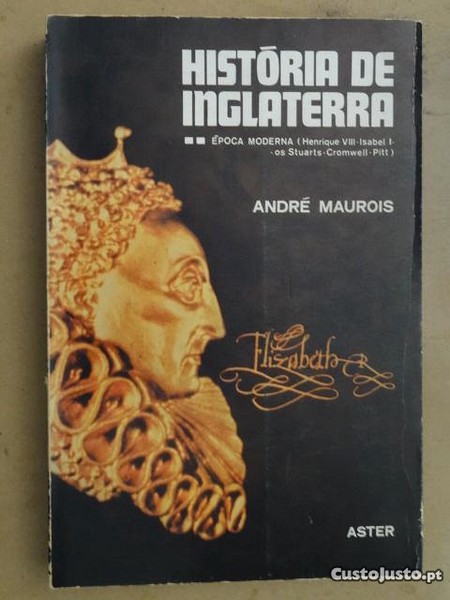 HISTÓRIA DE
INGLATERRA
ÉPOCA MODERNA (Henrique VIII-Isabel I-
-os Stuarts-Cromwell-Pitt)
ANDRÉ MAUROIS
Elizabeth R
ASTER
CustoJusto.pt